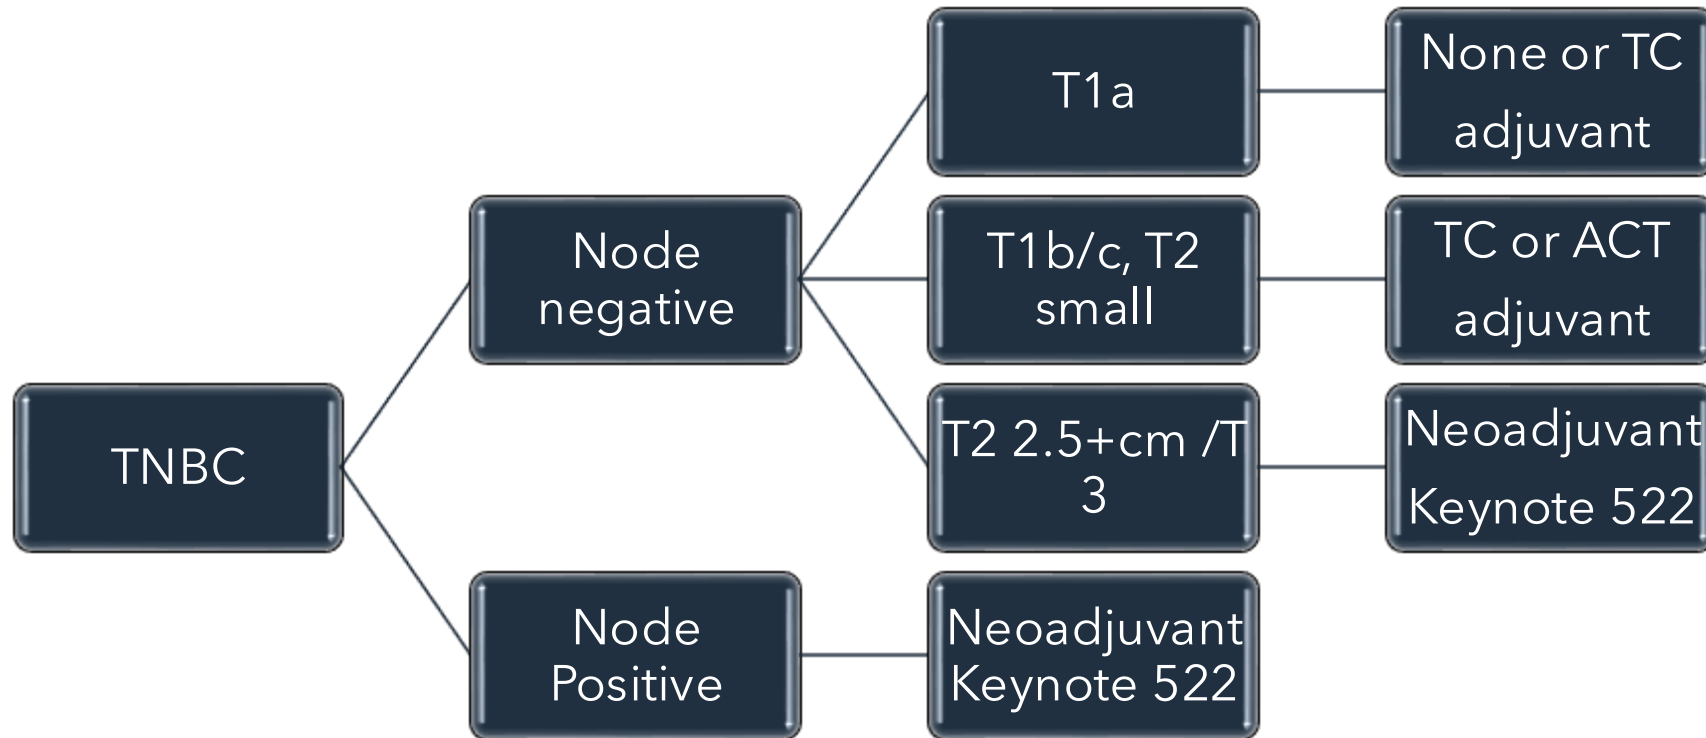 TNBC
Node
negative
T1a
None or TC
adjuvant
T1b/c, T2
small
TC or ACT
adjuvant
T2 2.5+cm /T
3
Neoadjuvant
Keynote 522
Node
Positive
Neoadjuvant
Keynote 522